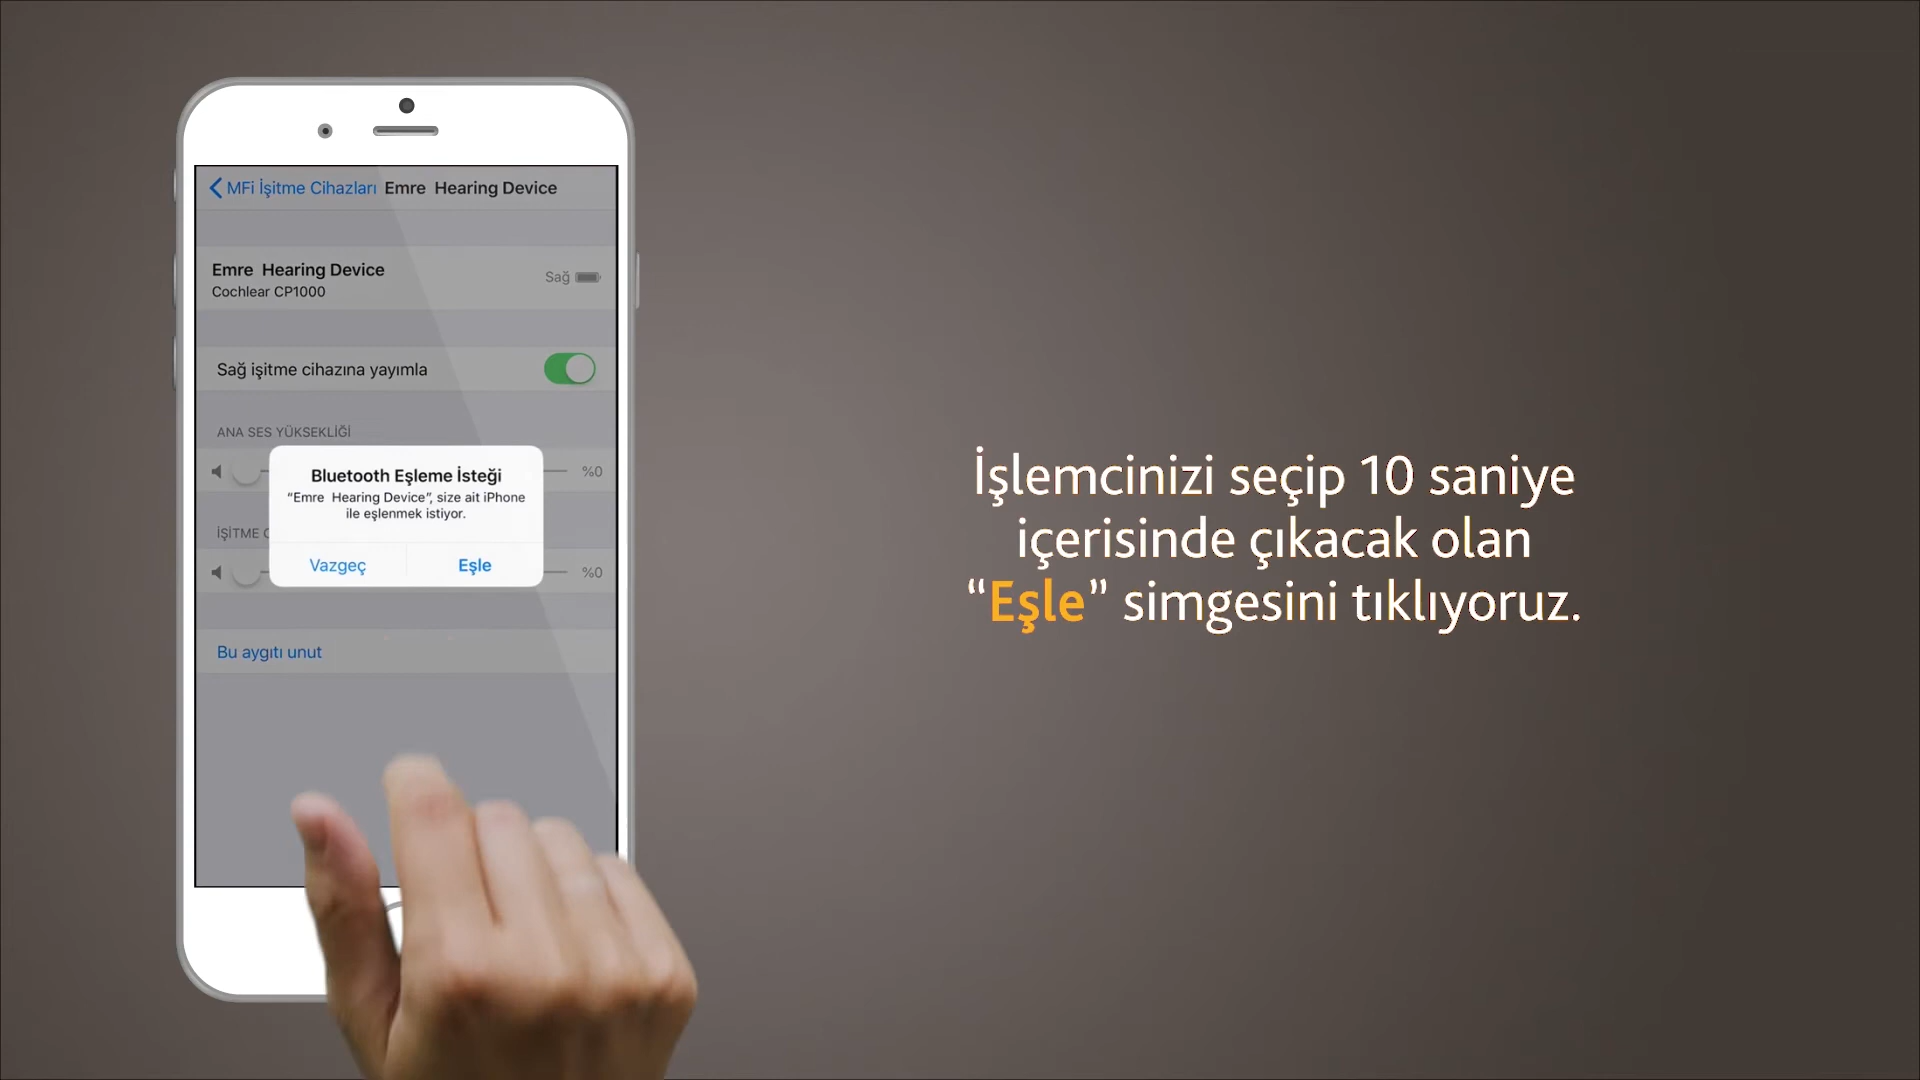 MFi İşitme Cihazları Emre Hearing Device
Emre Hearing Device
Cochlear CP1000
Sağ
Sağ işitme cihazına yayımla
ANA SES YÜKSEKLİĞİ
%0
Bluetooth Eşleme İsteği
“Emre Hearing Device”, size ait iPhone
ile eşlenmek istiyor.
Vazgeç Eşle
İŞİTME
%0
Bu aygıtı unut
İşlemcinizi seçip 10 saniye
içerisinde çıkacak olan
“Eşle” simgesini tıklıyoruz.